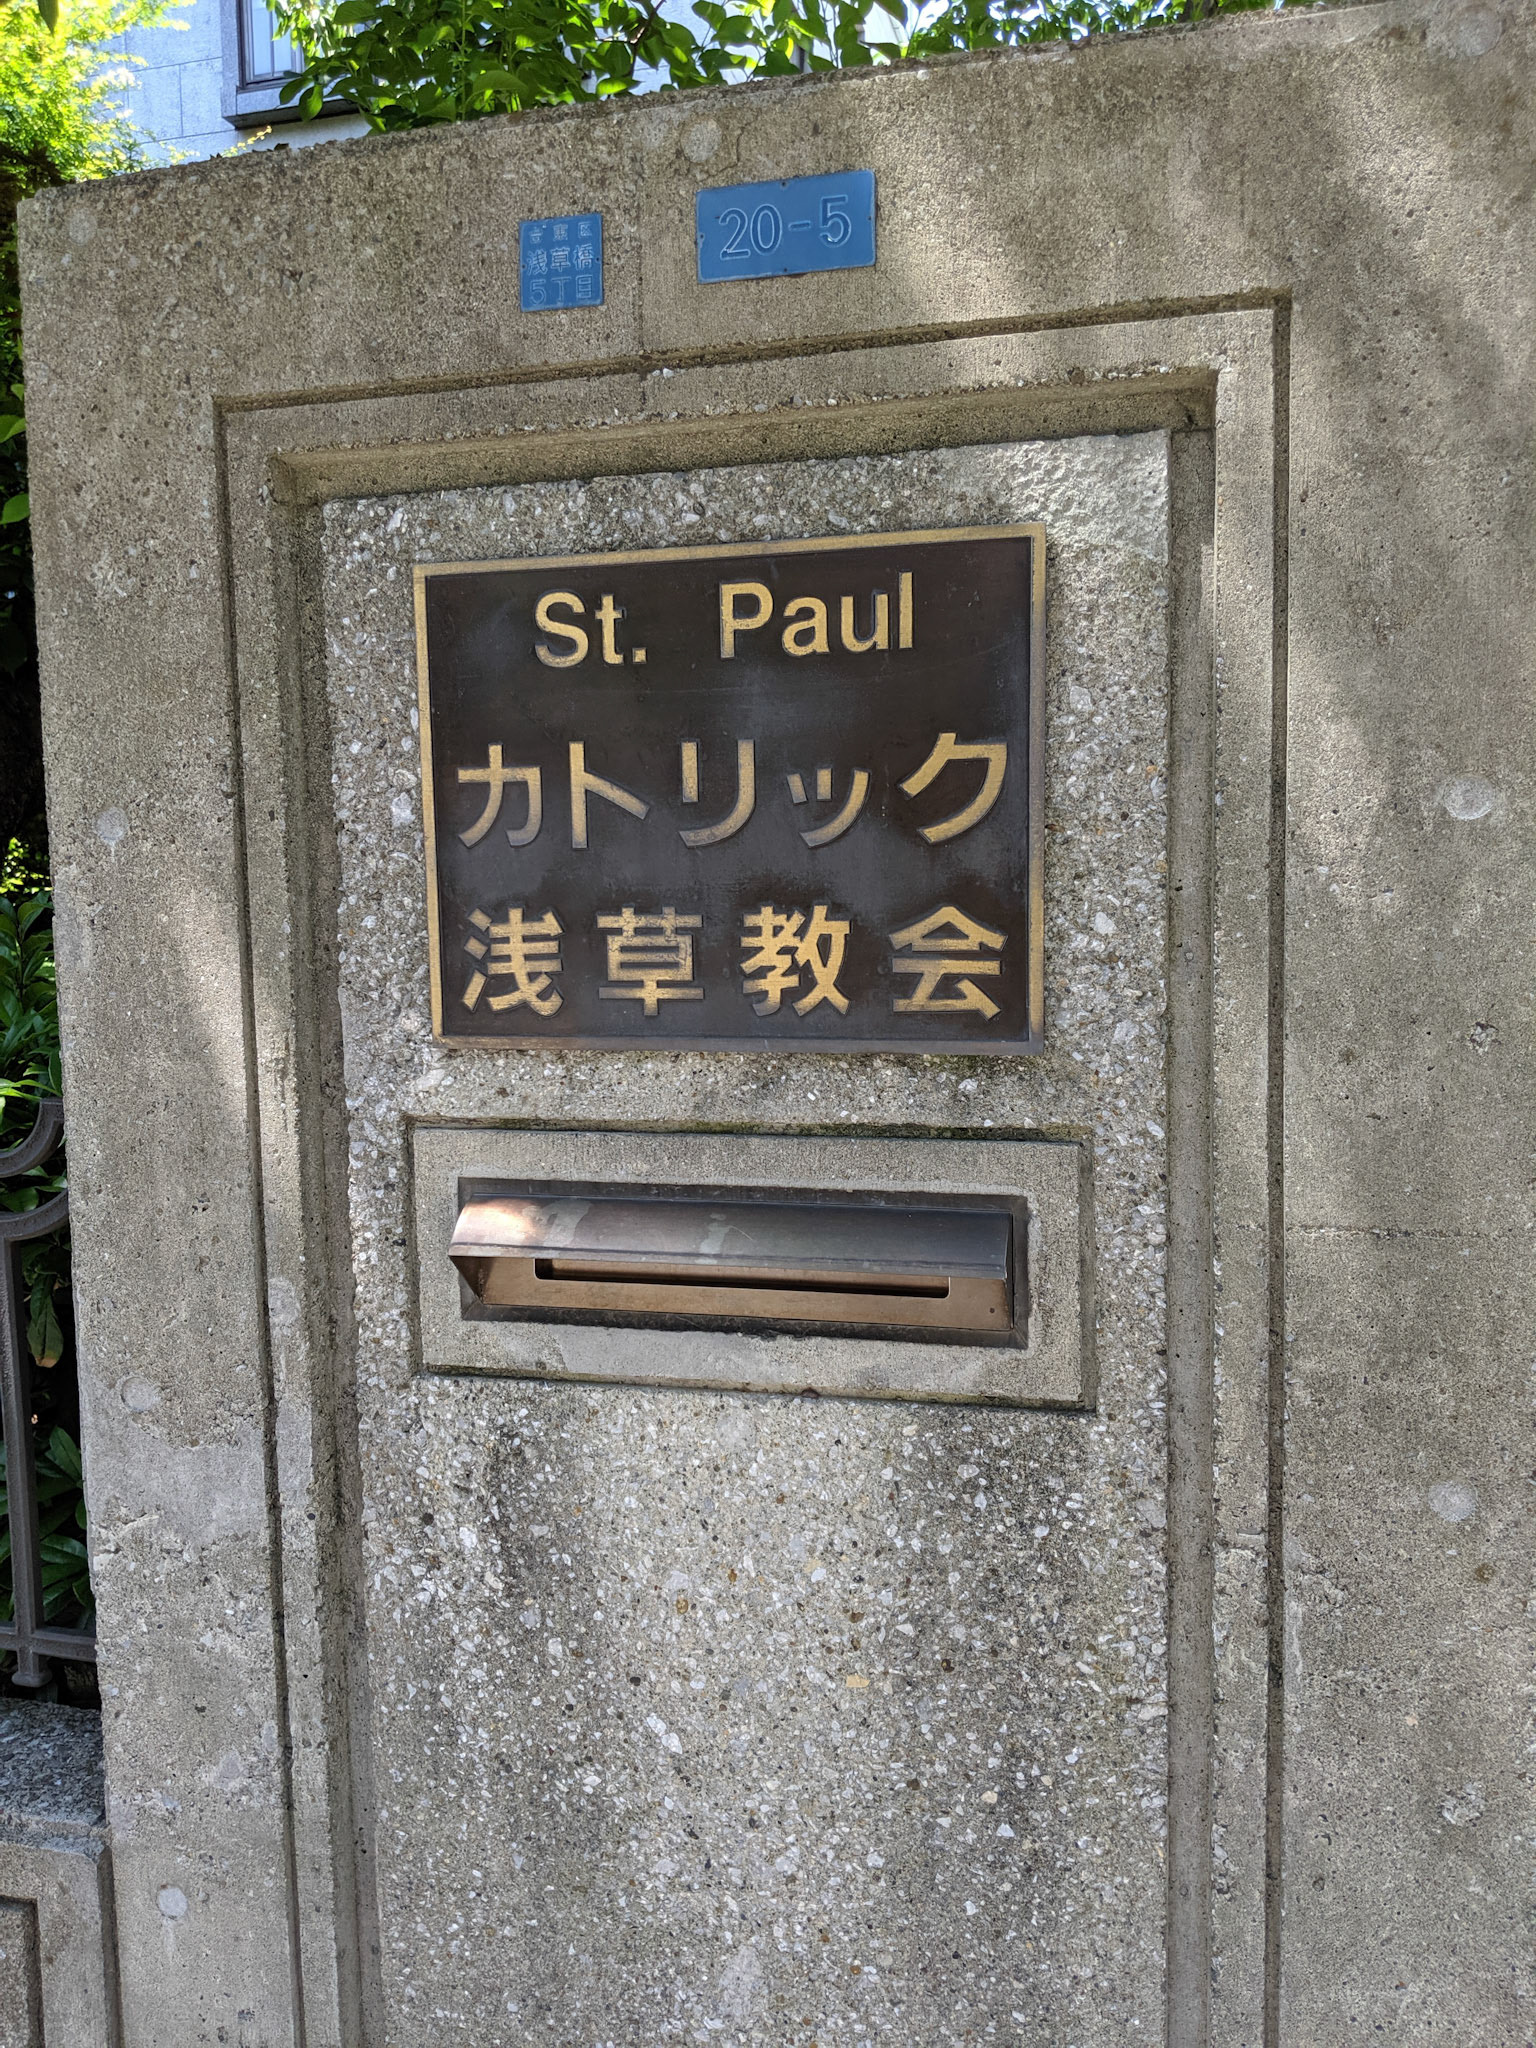 台東区
浅草橋
5丁目
20-5
St. Paul
カトリック
浅草教会